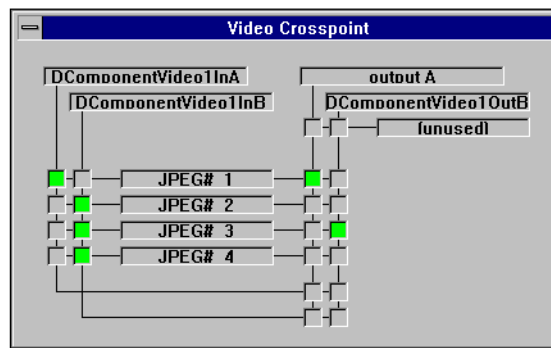 Video Crosspoint
DComponentVideo1InA
output A
DComponentVideo1InB
DComponentVideo1OutB
(unused)
JPEG# 1
JPEG# 2
JPEG# 3
JPEG# 4